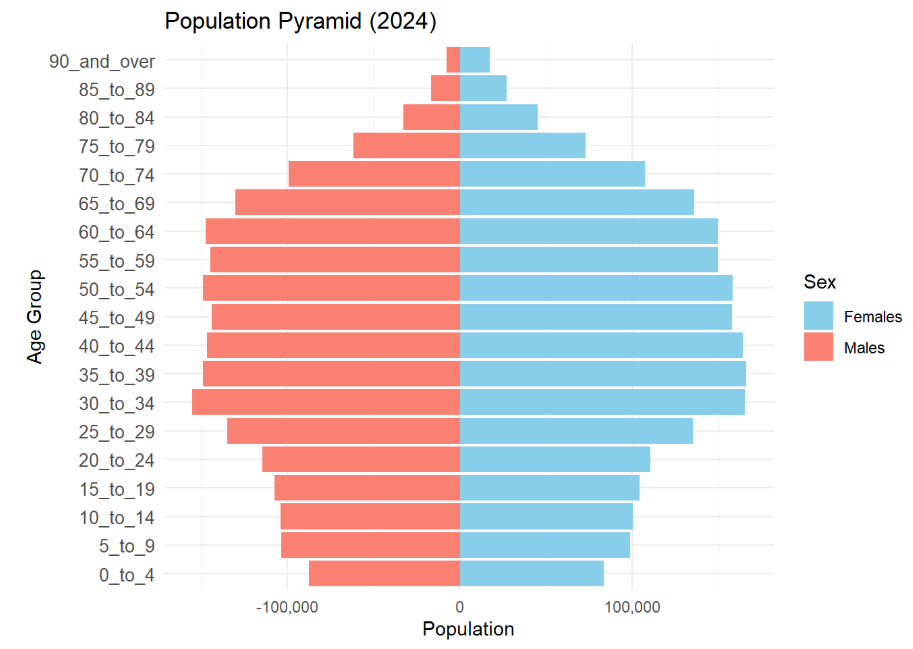 Population Pyramid (2024)
90_and_over
85_to_89
80_to_84
75_to_79
70_to_74
65_to_69
60_to_64
55_to_59
50_to_54
45_to_49
40_to_44
35_to_39
30_to_34
25_to_29
20_to_24
15_to_19
10_to_14
5_to_9
0_to_4
Age Group
-100,000
0
100,000
Population
Sex
Females
Males